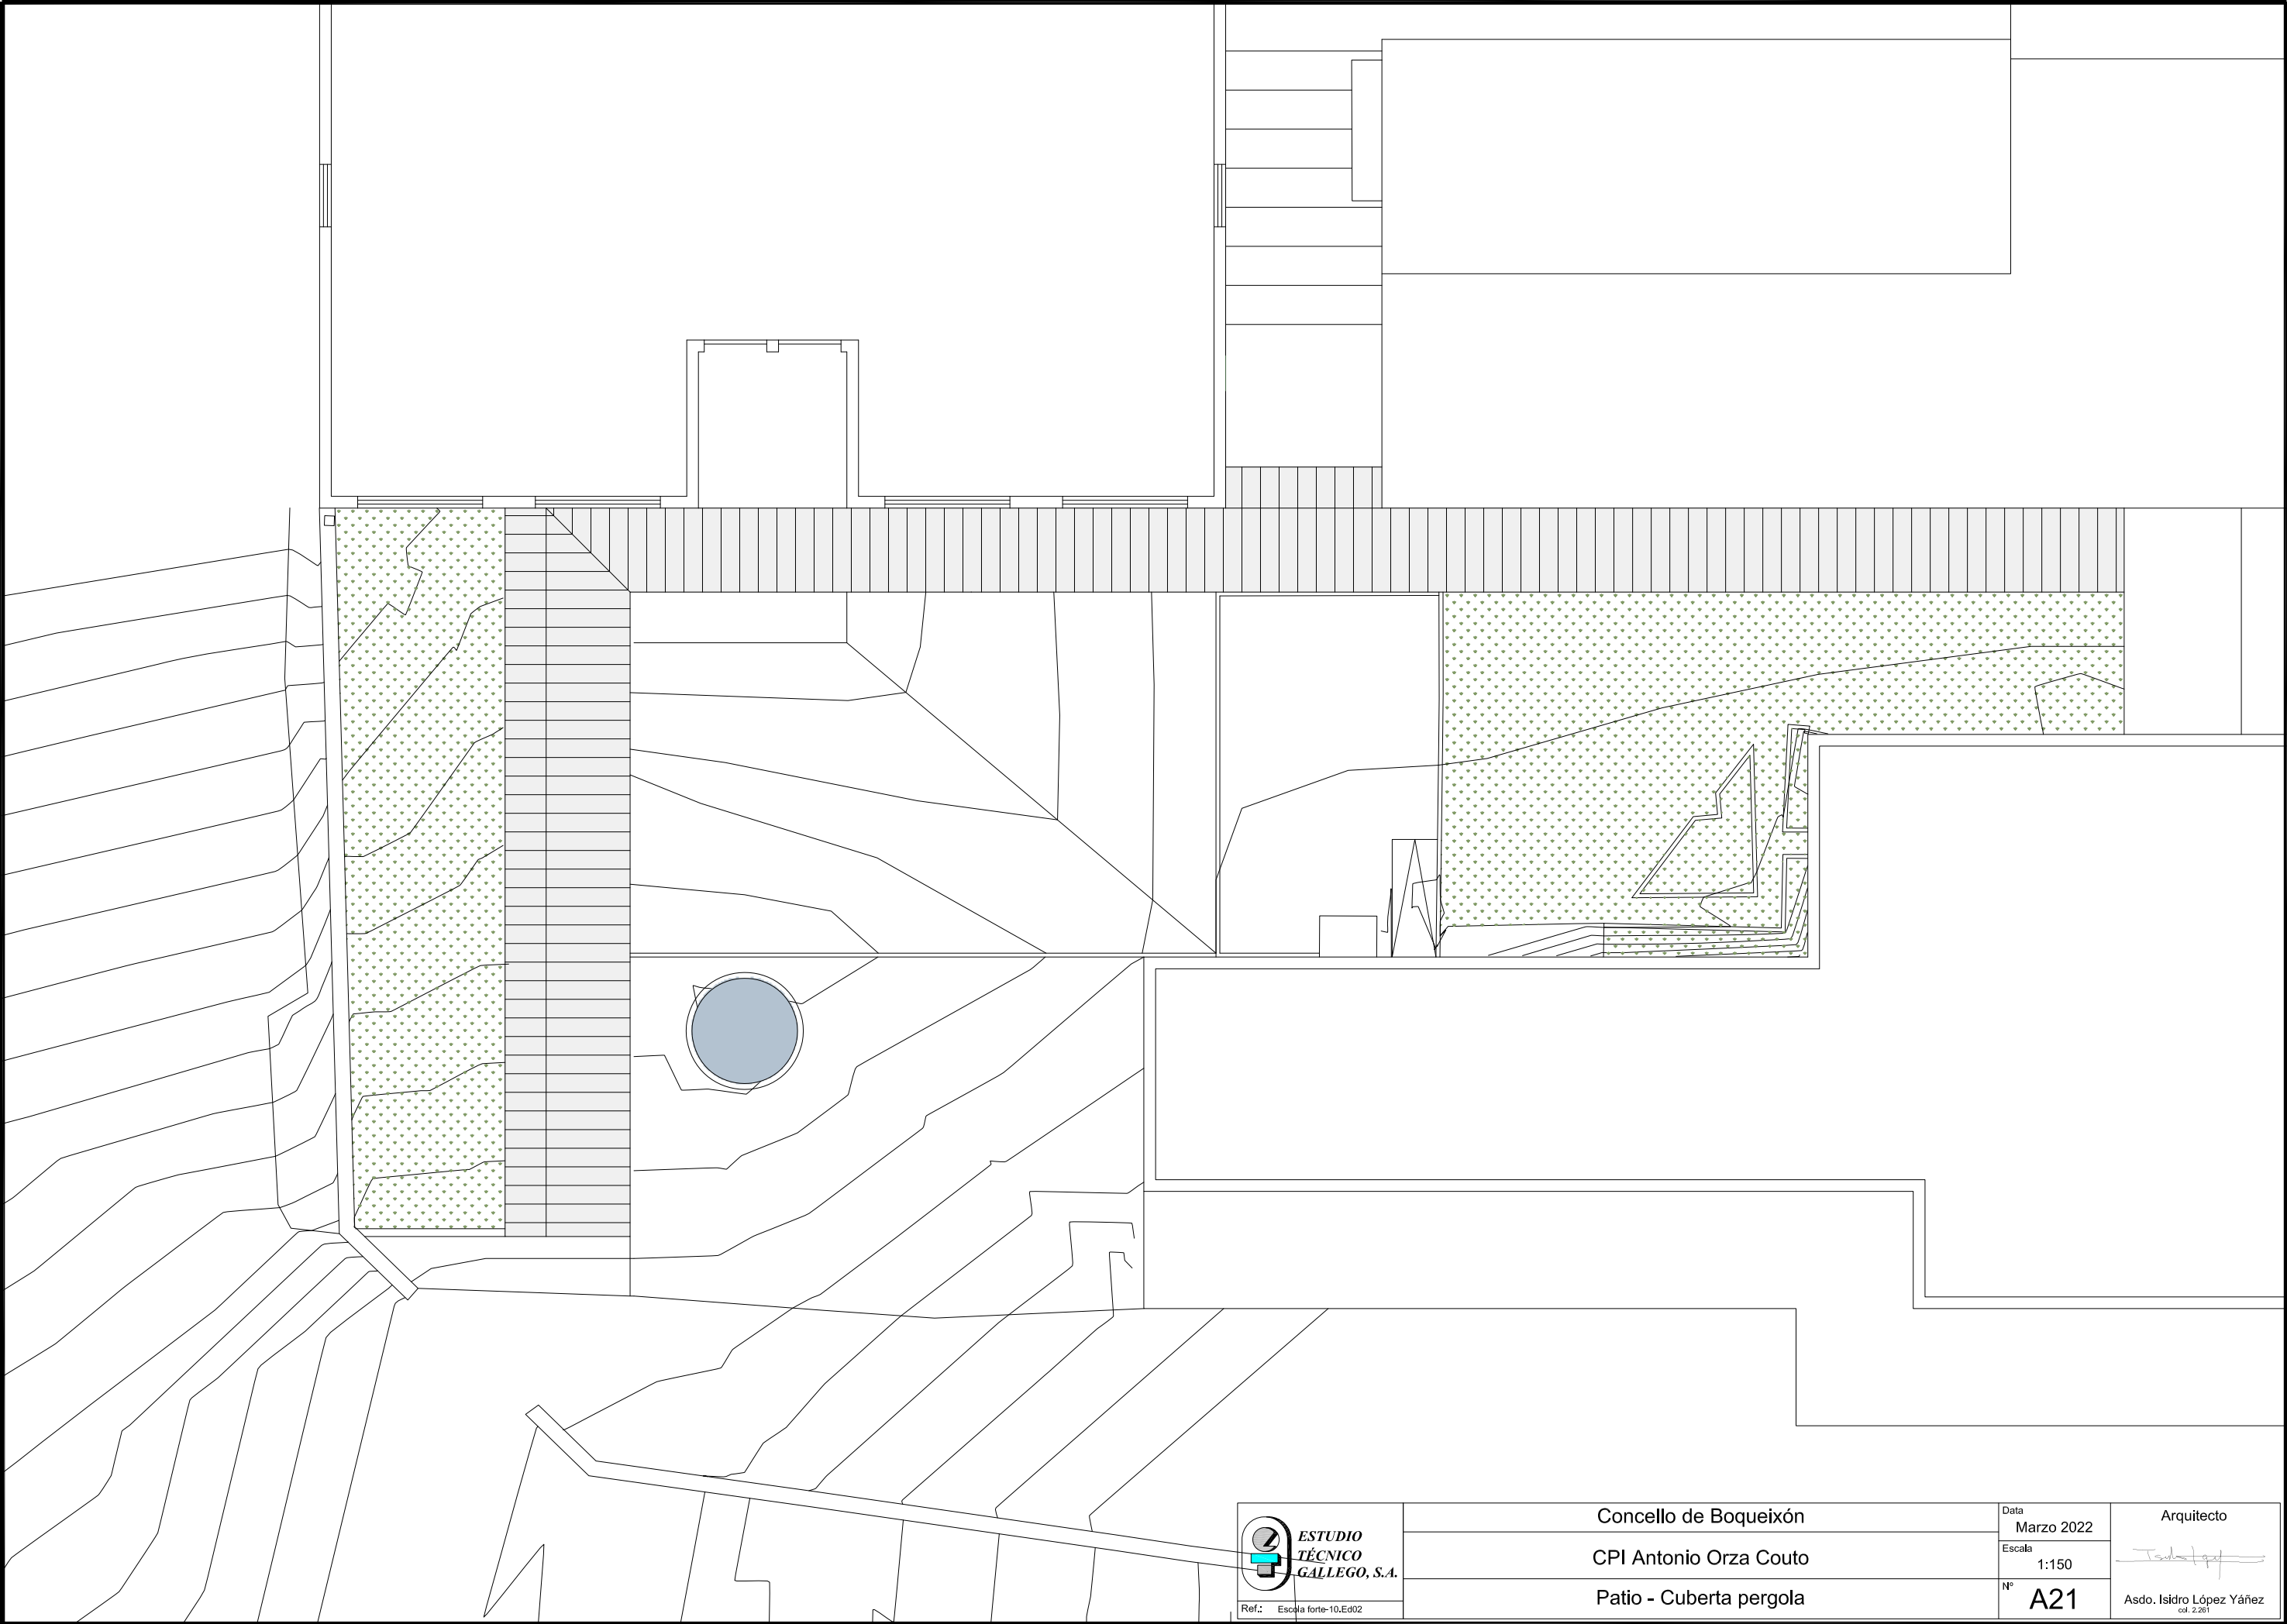 ESTUDIO
TÉCNICO
GALLEGO, S.A.
Ref.: Escola forte-10.Ed02
Concello de Boqueixón
CPI Antonio Orza Couto
Patio - Cuberta pergola
Data
Marzo 2022
Escala
1:150
Nº
A21
Arquitecto
Asdo. Isidro López Yáñez
col. 2.261